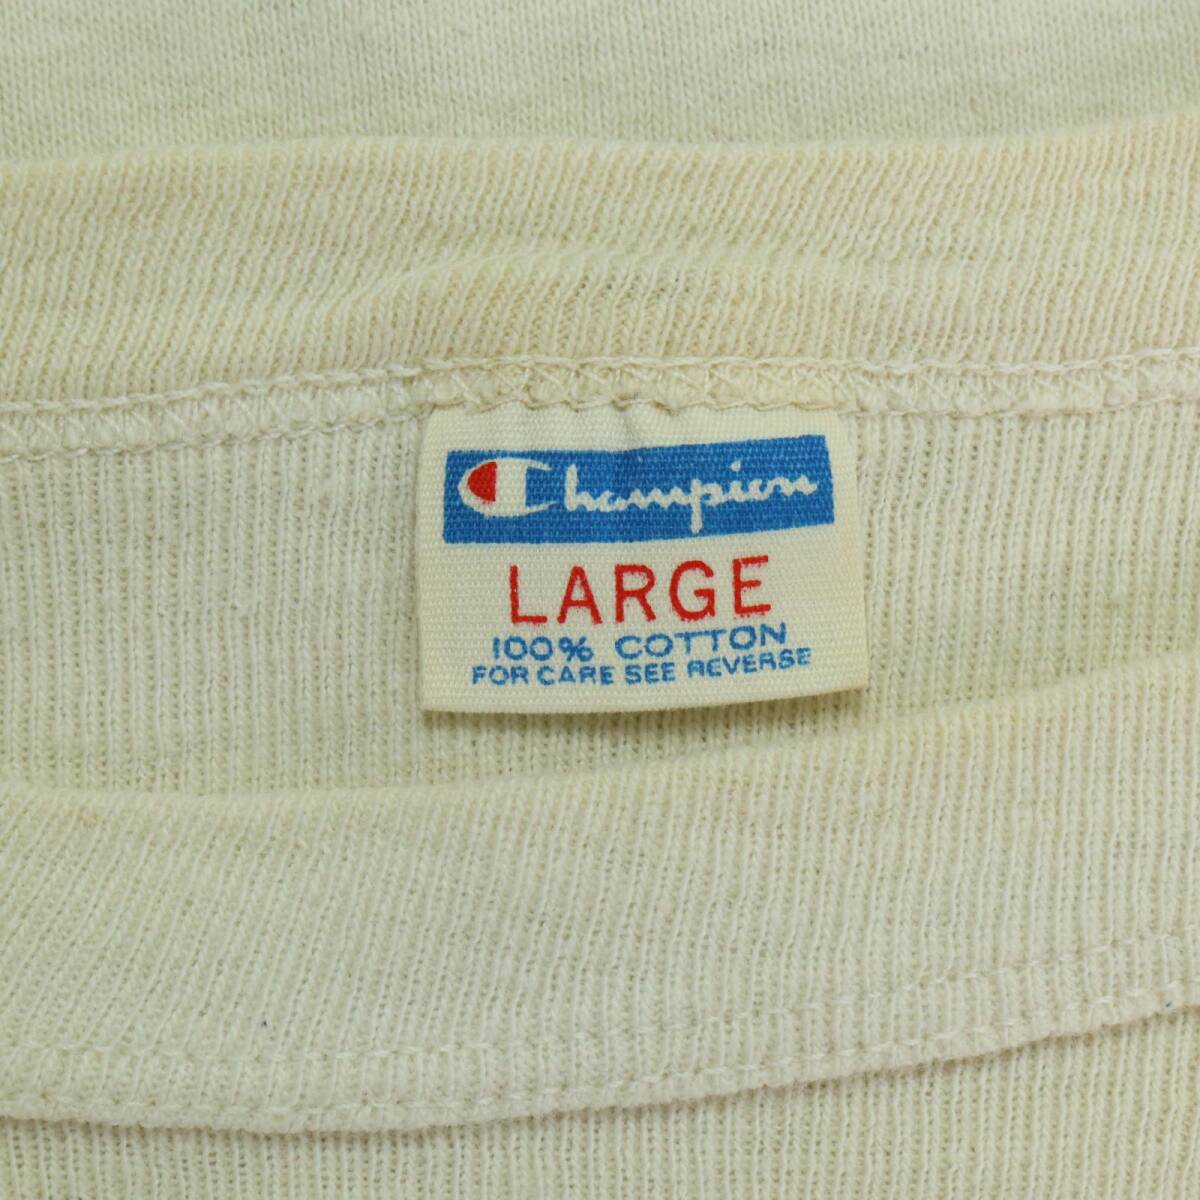 Champion
LARGE
100% COTTON
FOR CARE SEE REVERSE